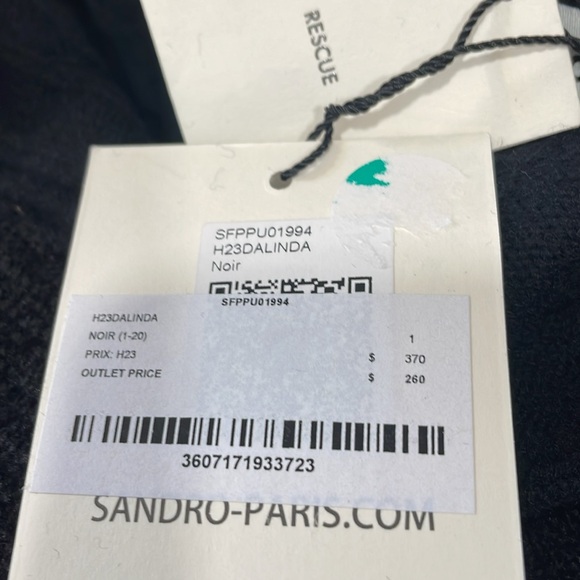 RESCUE
SFPPU01994
H23DALINDA
Noir
SFPPU01994
H23DALINDA
NOIR (1-20) 1
PRIX: H23 $ 370
OUTLET PRICE $ 260
3607171933723
SANDRO-PARIS.COM